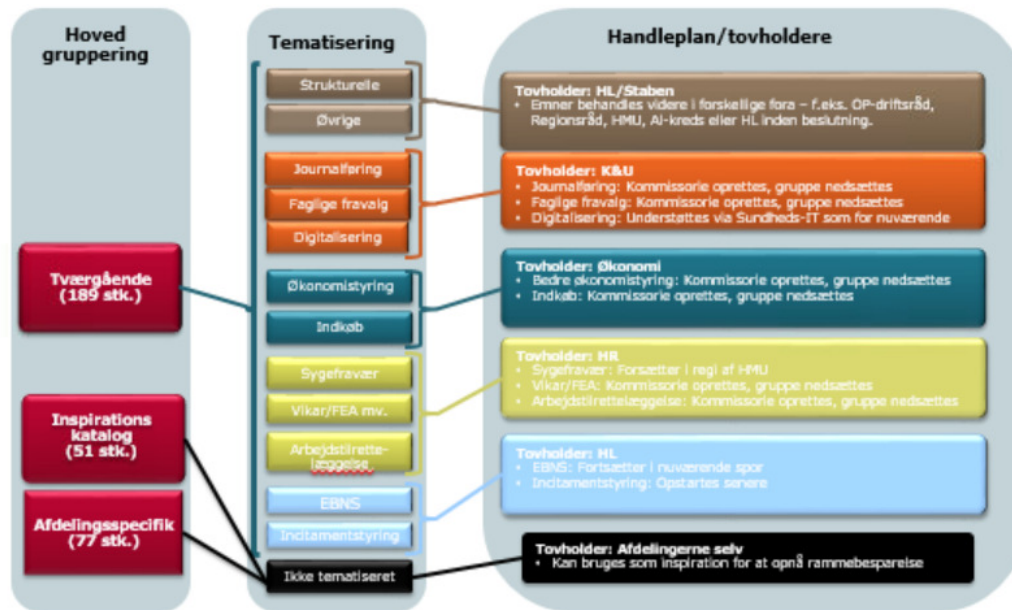 Hoved
gruppering
Tværgående
(189 stk.)
Inspirations
katalog
(51 stk.)
Afdelingsspecifik
(77 stk.)
Tematisering
Strukturelle
Øvrige
Journalføring
Faglige fravalg
Digitalisering
Økonomistyring
Indkøb
Sygefravær
Vikar/FEA mv.
Arbejdstilrette-
læggelse
EBNS
Incitamentstyring
Ikke tematiseret
Handleplan/tovholdere
Tovholder: HL/Staben
• Emner behandles videre i forskellige fora – f.eks. OP-driftsråd,
Regionsråd, HMU, AL-kreds eller HL inden beslutning.
Tovholder: K&U
• Journalføring: Kommissorie oprettes, gruppe nedsættes
• Faglige fravalg: Kommissorie oprettes, gruppe nedsættes
• Digitalisering: Understøttes via Sundheds-IT som for nuværende
Tovholder: Økonomi
• Bedre økonomistyring: Kommissorie oprettes, gruppe nedsættes
• Indkøb: Kommissorie oprettes, gruppe nedsættes
Tovholder: HR
• Sygefravær: Forsætter i regi af HMU
• Vikar/FEA: Kommissorie oprettes, gruppe nedsættes
• Arbejdstilrettelæggelse: Kommissorie oprettes, gruppe nedsættes
Tovholder: HL
• EBNS: Fortsætter i nuværende spor
• Incitamentstyring: Opstartes senere
Tovholder: Afdelingerne selv
• Kan bruges som inspiration for at opnå rammebesparelse